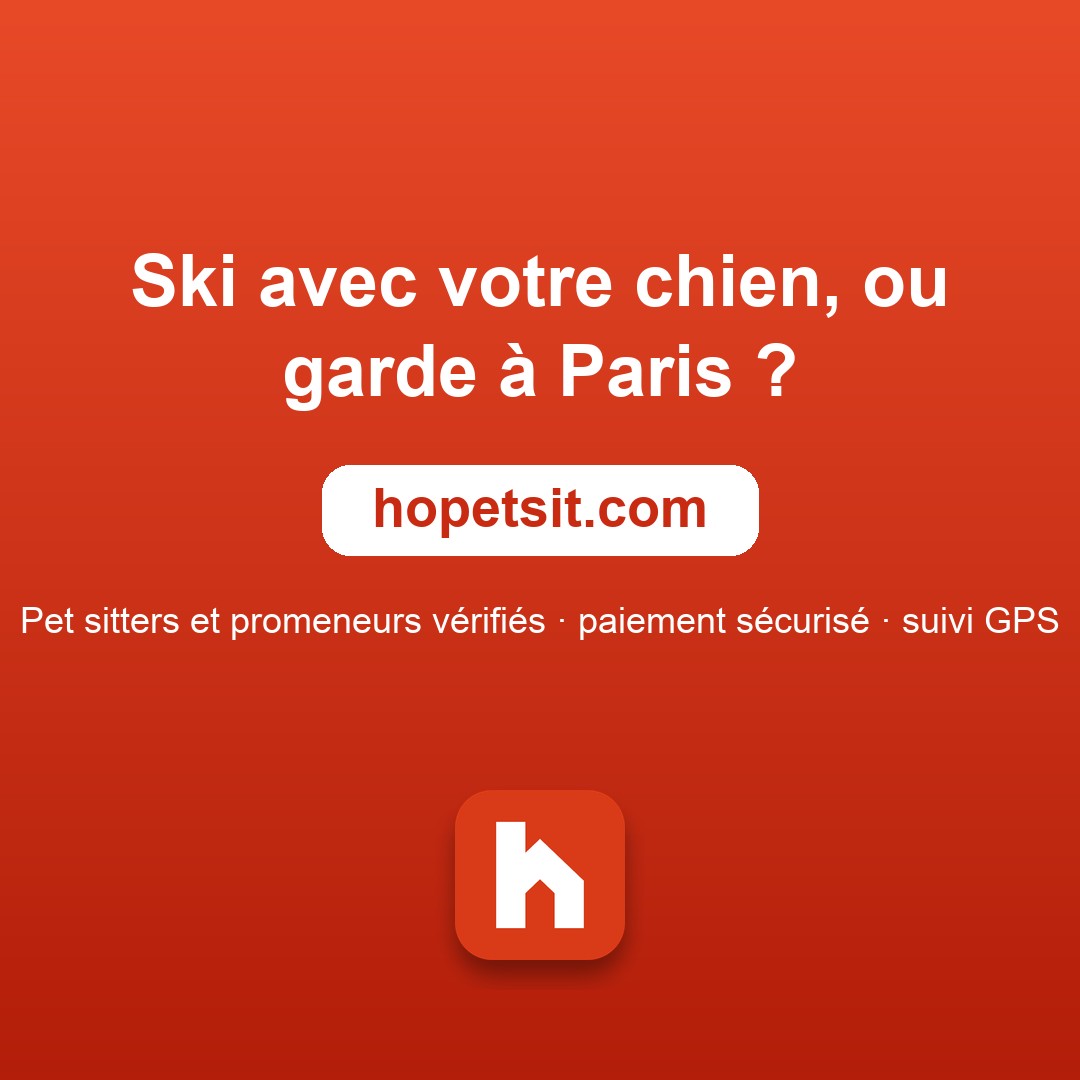 Ski avec votre chien, ou
garde à Paris ?
hopetsit.com
Pet sitters et promeneurs vérifiés · paiement sécurisé · suivi GPS
h